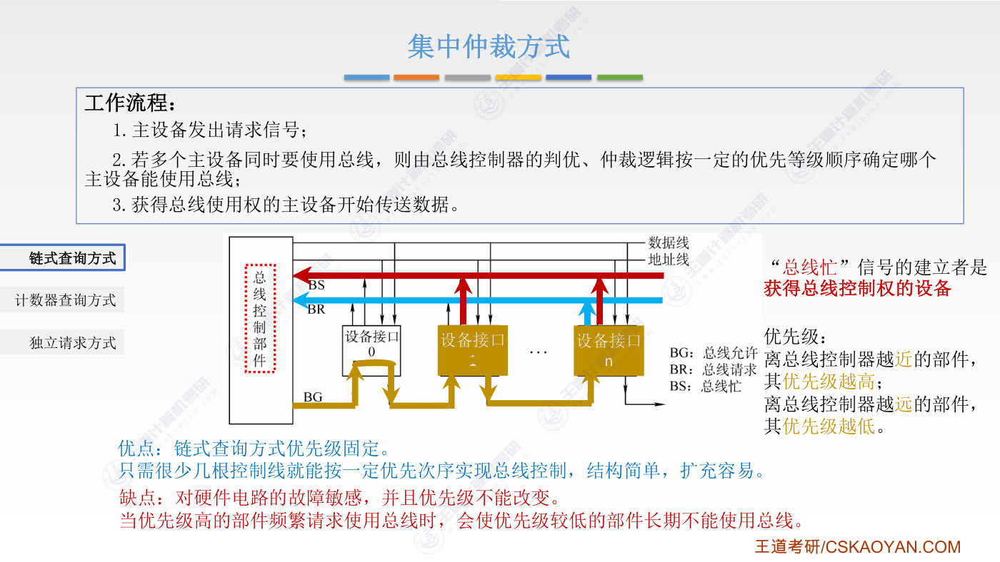 集中仲裁方式
工作流程：
1.主设备发出请求信号；
2.若多个主设备同时要使用总线，则由总线控制器的判优、仲裁逻辑按一定的优先等级顺序确定哪个
主设备能使用总线；
3.获得总线使用权的主设备开始传送数据。
链式查询方式
计数器查询方式
独立请求方式
总
线
控
制
部
件
数据线
地址线
BS
BR
设备接口
0
设备接口
1
…
设备接口
n
BG
BG：总线允许
BR：总线请求
BS：总线忙
“总线忙”信号的建立者是
获得总线控制权的设备
优先级：
离总线控制器越近的部件，
其优先级越高；
离总线控制器越远的部件，
其优先级越低。
优点：链式查询方式优先级固定。
只需很少几根控制线就能按一定优先次序实现总线控制，结构简单，扩充容易。
缺点：对硬件电路的故障敏感，并且优先级不能改变。
当优先级高的部件频繁请求使用总线时，会使优先级较低的部件长期不能使用总线。
王道考研/CSKAOYAN.COM